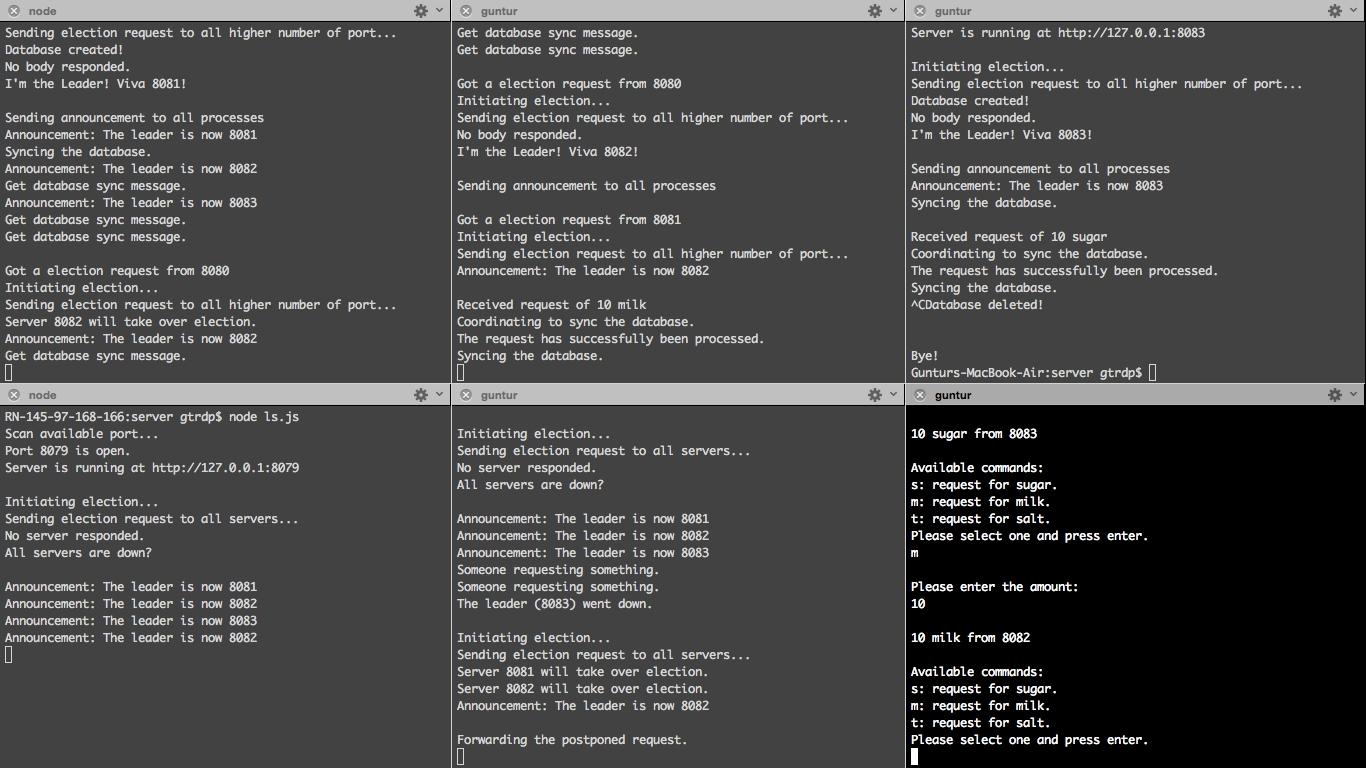 node
Sending election request to all higher number of port...
Database created!
No body responded.
I'm the Leader! Viva 8081!
Sending announcement to all processes
Announcement: The leader is now 8081
Syncing the database.
Announcement: The leader is now 8082
Get database sync message.
Announcement: The leader is now 8083
Get database sync message.
Get database sync message.
Got a election request from 8080
Initiating election...
Sending election request to all higher number of port...
Server 8082 will take over election.
Announcement: The leader is now 8082
Get database sync message.
guntur
Get database sync message.
Get database sync message.
Got a election request from 8080
Initiating election...
Sending election request to all higher number of port...
No body responded.
I'm the Leader! Viva 8082!
Sending announcement to all processes
Got a election request from 8081
Initiating election...
Sending election request to all higher number of port...
Announcement: The leader is now 8082
Received request of 10 milk
Coordinating to sync the database.
The request has successfully been processed.
Syncing the database.
guntur
Server is running at http://127.0.0.1:8083
Initiating election...
Sending election request to all higher number of port...
Database created!
No body responded.
I'm the Leader! Viva 8083!
Sending announcement to all processes
Announcement: The leader is now 8083
Syncing the database.
Received request of 10 sugar
Coordinating to sync the database.
The request has successfully been processed.
Syncing the database.
^CDatabase deleted!
Bye!
Gunturs-MacBook-Air:server gtrdp$
node
RN-145-97-168-166:server gtrdp$ node ls.js
Scan available port...
Port 8079 is open.
Server is running at http://127.0.0.1:8079
Initiating election...
Sending election request to all servers...
No server responded.
All servers are down?
Announcement: The leader is now 8081
Announcement: The leader is now 8082
Announcement: The leader is now 8083
Announcement: The leader is now 8082
guntur
Initiating election...
Sending election request to all servers...
No server responded.
All servers are down?
Announcement: The leader is now 8081
Announcement: The leader is now 8082
Announcement: The leader is now 8083
Someone requesting something.
Someone requesting something.
The leader (8083) went down.
Initiating election...
Sending election request to all servers...
Server 8081 will take over election.
Server 8082 will take over election.
Announcement: The leader is now 8082
Forwarding the postponed request.
guntur
10 sugar from 8083
Available commands:
s: request for sugar.
m: request for milk.
t: request for salt.
Please select one and press enter.
m
Please enter the amount:
10
10 milk from 8082
Available commands:
s: request for sugar.
m: request for milk.
t: request for salt.
Please select one and press enter.